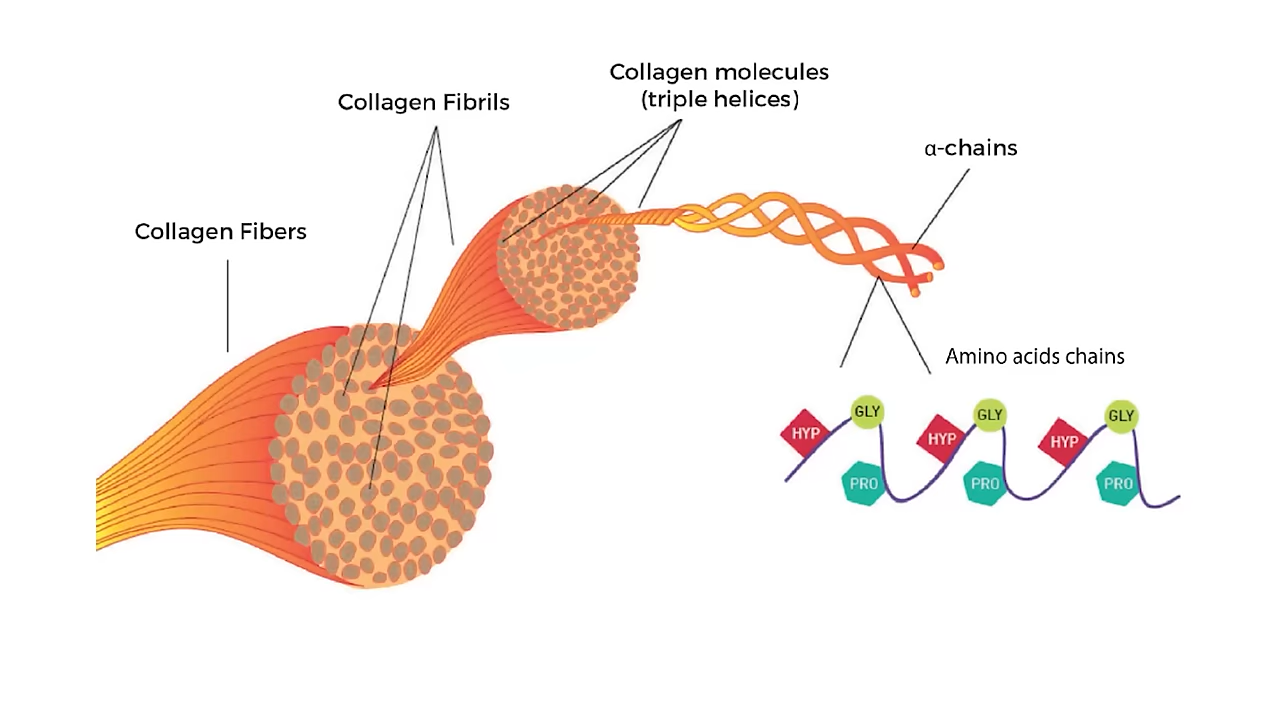 Collagen molecules
(triple helices)
Collagen Fibrils
α-chains
Collagen Fibers
Amino acids chains
HYP GLY PRO HYP GLY PRO HYP GLY PRO